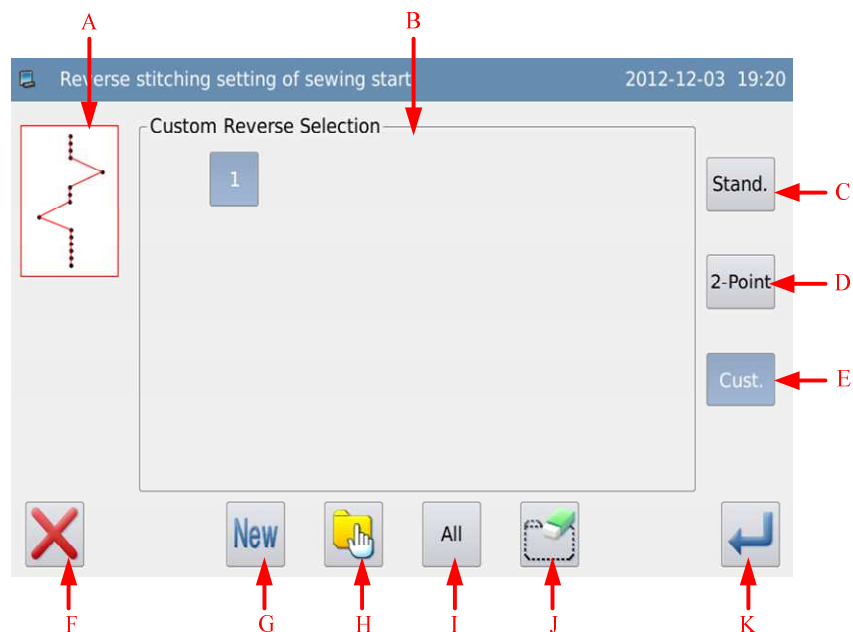 A
B
Reverse stitching setting of sewing start
2012-12-03 19:20
Custom Reverse Selection
1
Stand.
C
2-Point
D
Cust.
E
New
All
F
G
H
I
J
K